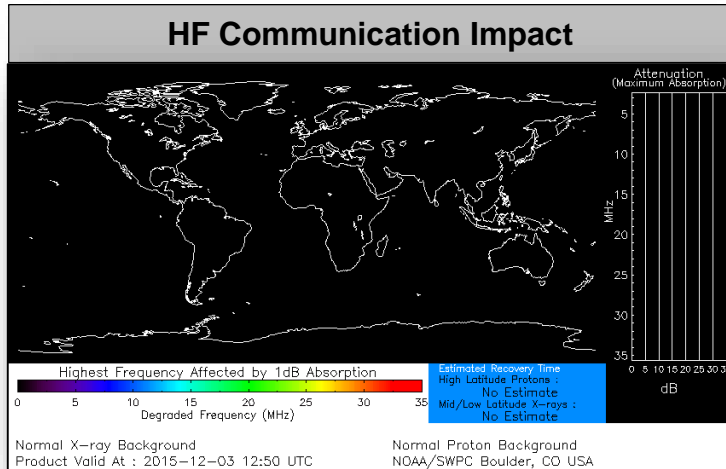 HF Communication Impact
Attenuation
(Maximum Absorption)
5
10
15
20
25
30
35
MHz
0 5 10 15 20 25 30 3
dB
Highest Frequency Affected by 1dB Absorption
0 5 10 15 20 25 30 35
Degraded Frequency (MHz)
Estimated Recovery Time
High Latitude Protons :
No Estimate
Mid/Low Latitude X-rays :
No Estimate
Normal X-ray Background
Product Valid At : 2015-12-03 12:50 UTC
Normal Proton Background
NOAA/SWPC Boulder, CO USA